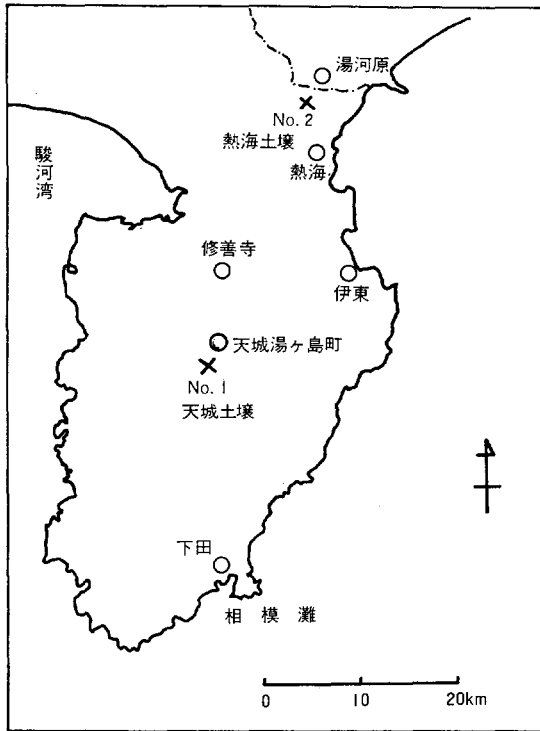 湯河原
No. 2
熱海土壌
熱海
駿河湾
修善寺
伊東
天城湯ヶ島町
No. 1
天城土壌
下田
相模灘
0 10 20km